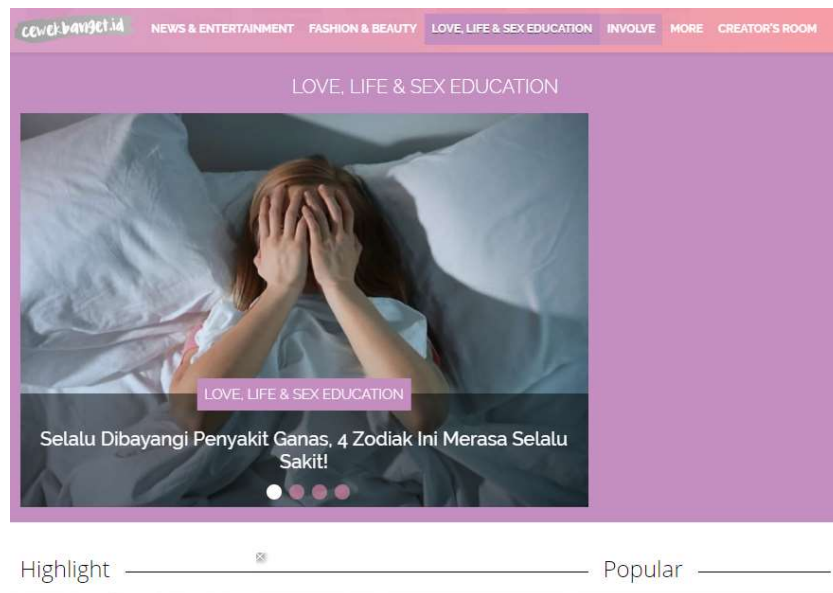 cewekbanget.id NEWS & ENTERTAINMENT FASHION & BEAUTY LOVE, LIFE & SEX EDUCATION INVOLVE MORE CREATOR'S ROOM
LOVE, LIFE & SEX EDUCATION
LOVE, LIFE & SEX EDUCATION
Selalu Dibayangi Penyakit Ganas, 4 Zodiak Ini Merasa Selalu
Sakit!
Highlight Popular